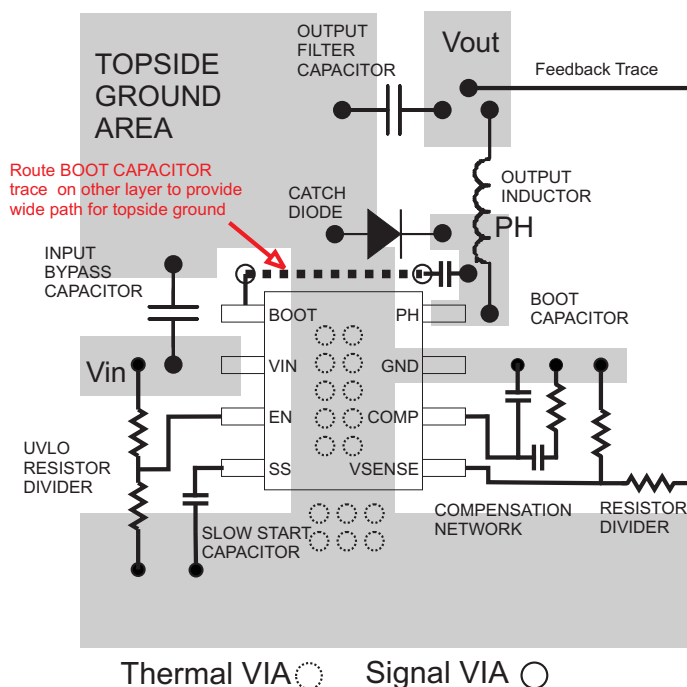 OUTPUT
FILTER
CAPACITOR
Vout
Feedback Trace
TOPSIDE
GROUND
AREA
Route BOOT CAPACITOR
trace on other layer to provide
wide path for topside ground
CATCH
DIODE
OUTPUT
INDUCTOR
PH
INPUT
BYPASS
CAPACITOR
BOOT
CAPACITOR
BOOT
PH
Vin
VIN
GND
EN
COMP
UVLO
RESISTOR
DIVIDER
SS
VSENSE
SLOW START
CAPACITOR
COMPENSATION
NETWORK
RESISTOR
DIVIDER
Thermal VIA
Signal VIA